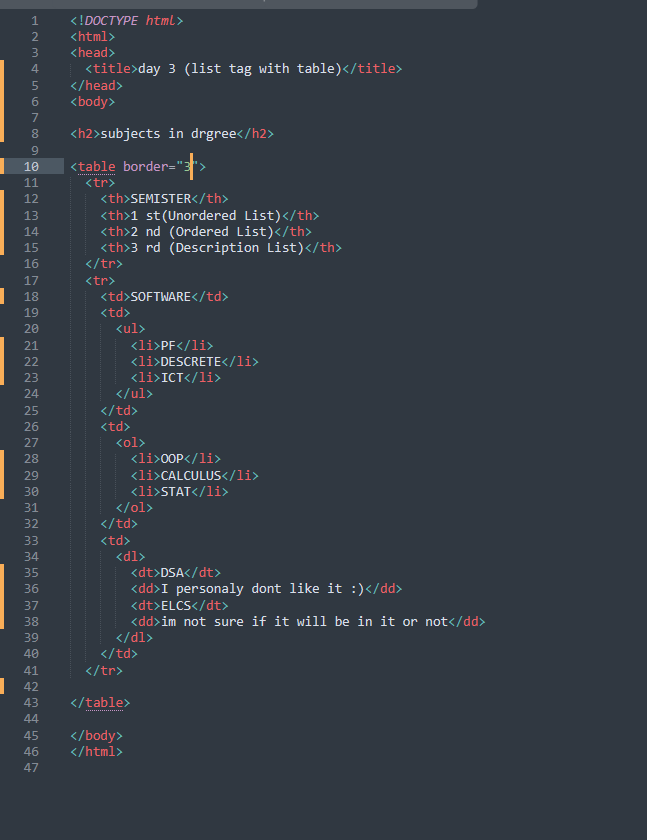 1 <!DOCTYPE html>
2 <html>
3 <head>
4   <title>day 3 (list tag with table)</title>
5 </head>
6 <body>
7
8 <h2>subjects in drgree</h2>
9
10 <table border="3">
11   <tr>
12     <th>SEMISTER</th>
13     <th>1 st(Unordered List)</th>
14     <th>2 nd (Ordered List)</th>
15     <th>3 rd (Description List)</th>
16   </tr>
17   <tr>
18     <td>SOFTWARE</td>
19     <td>
20       <ul>
21         <li>PF</li>
22         <li>DESCRETE</li>
23         <li>ICT</li>
24       </ul>
25     </td>
26     <td>
27       <ol>
28         <li>OOP</li>
29         <li>CALCULUS</li>
30         <li>STAT</li>
31       </ol>
32     </td>
33     <td>
34       <dl>
35         <dt>DSA</dt>
36         <dd>I personaly dont like it :)</dd>
37         <dt>ELCS</dt>
38         <dd>im not sure if it will be in it or not</dd>
39       </dl>
40     </td>
41   </tr>
42
43 </table>
44
45 </body>
46 </html>
47